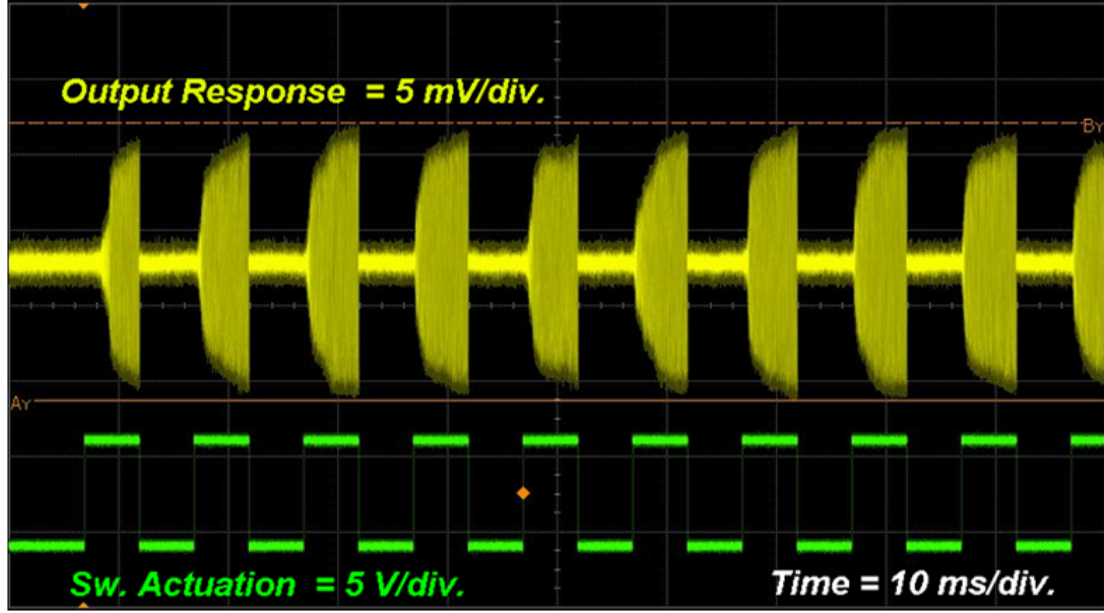 Output Response = 5 mV/div.
BY
AY
Sw. Actuation = 5 V/div.
Time = 10 ms/div.